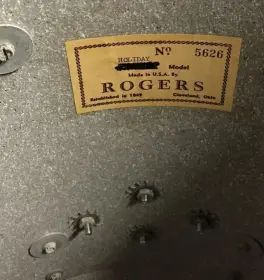 No 5626
HOLIDAY
Model
Made in U.S.A. By
ROGERS
Established in 1849
Cleveland, Ohio